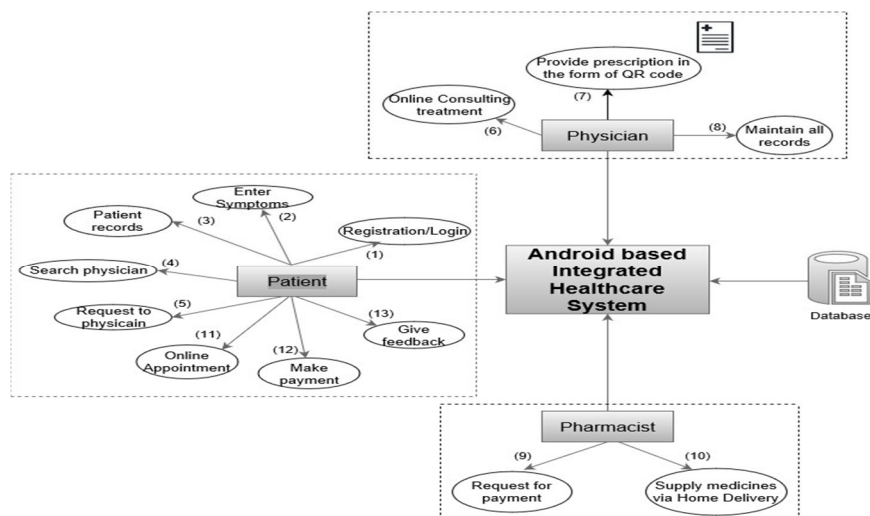 Provide prescription in
the form of QR code
(7)
Online Consulting
treatment
(6)
Physician
(8)
Maintain all
records
Enter
Symptoms
(2)
Patient
records
(3)
Registration/Login
(1)
Search physician
(4)
Patient
Request to
physicain
(5)
(11)
Online
Appointment
(12)
Make
payment
(13)
Give
feedback
Android based
Integrated
Healthcare
System
Database
Pharmacist
(9)
Request for
payment
(10)
Supply medicines
via Home Delivery